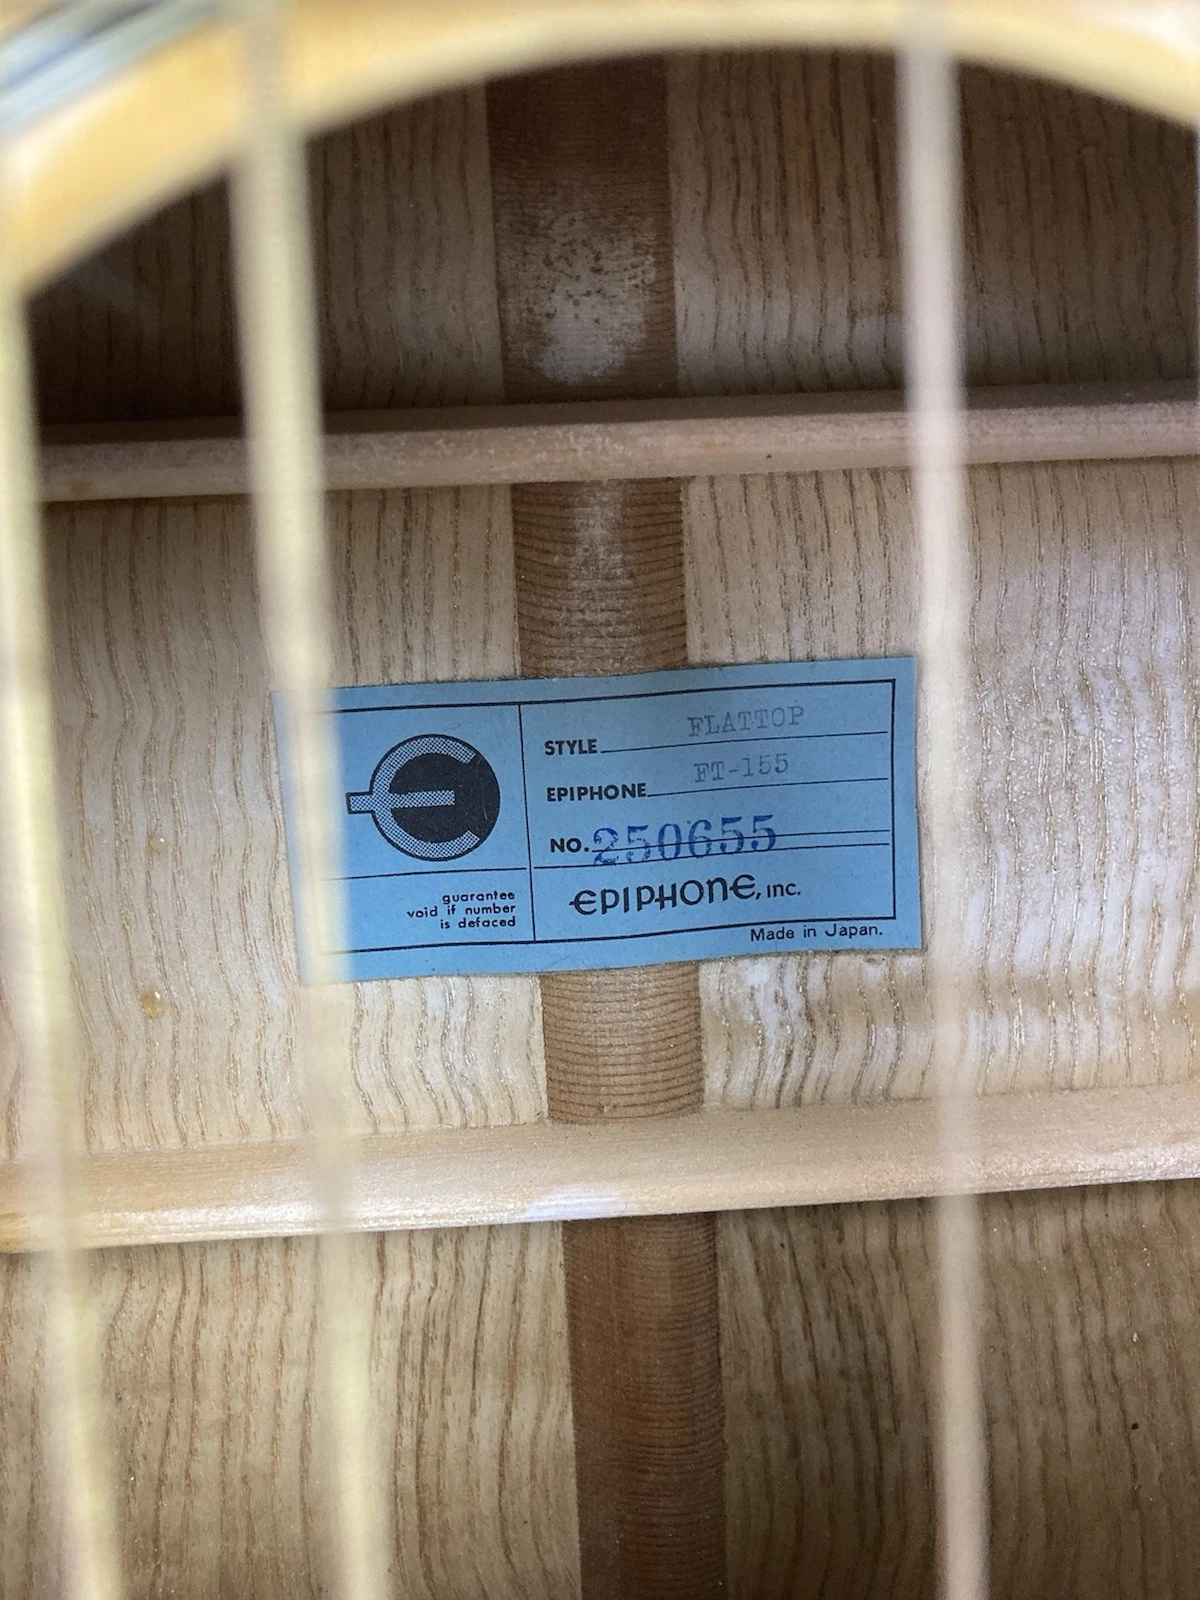 STYLE FLATTOP
EPIPHONE FT-155
NO. 250655
guarantee
void if number
is defaced
EPIPHONE, INC.
Made in Japan.